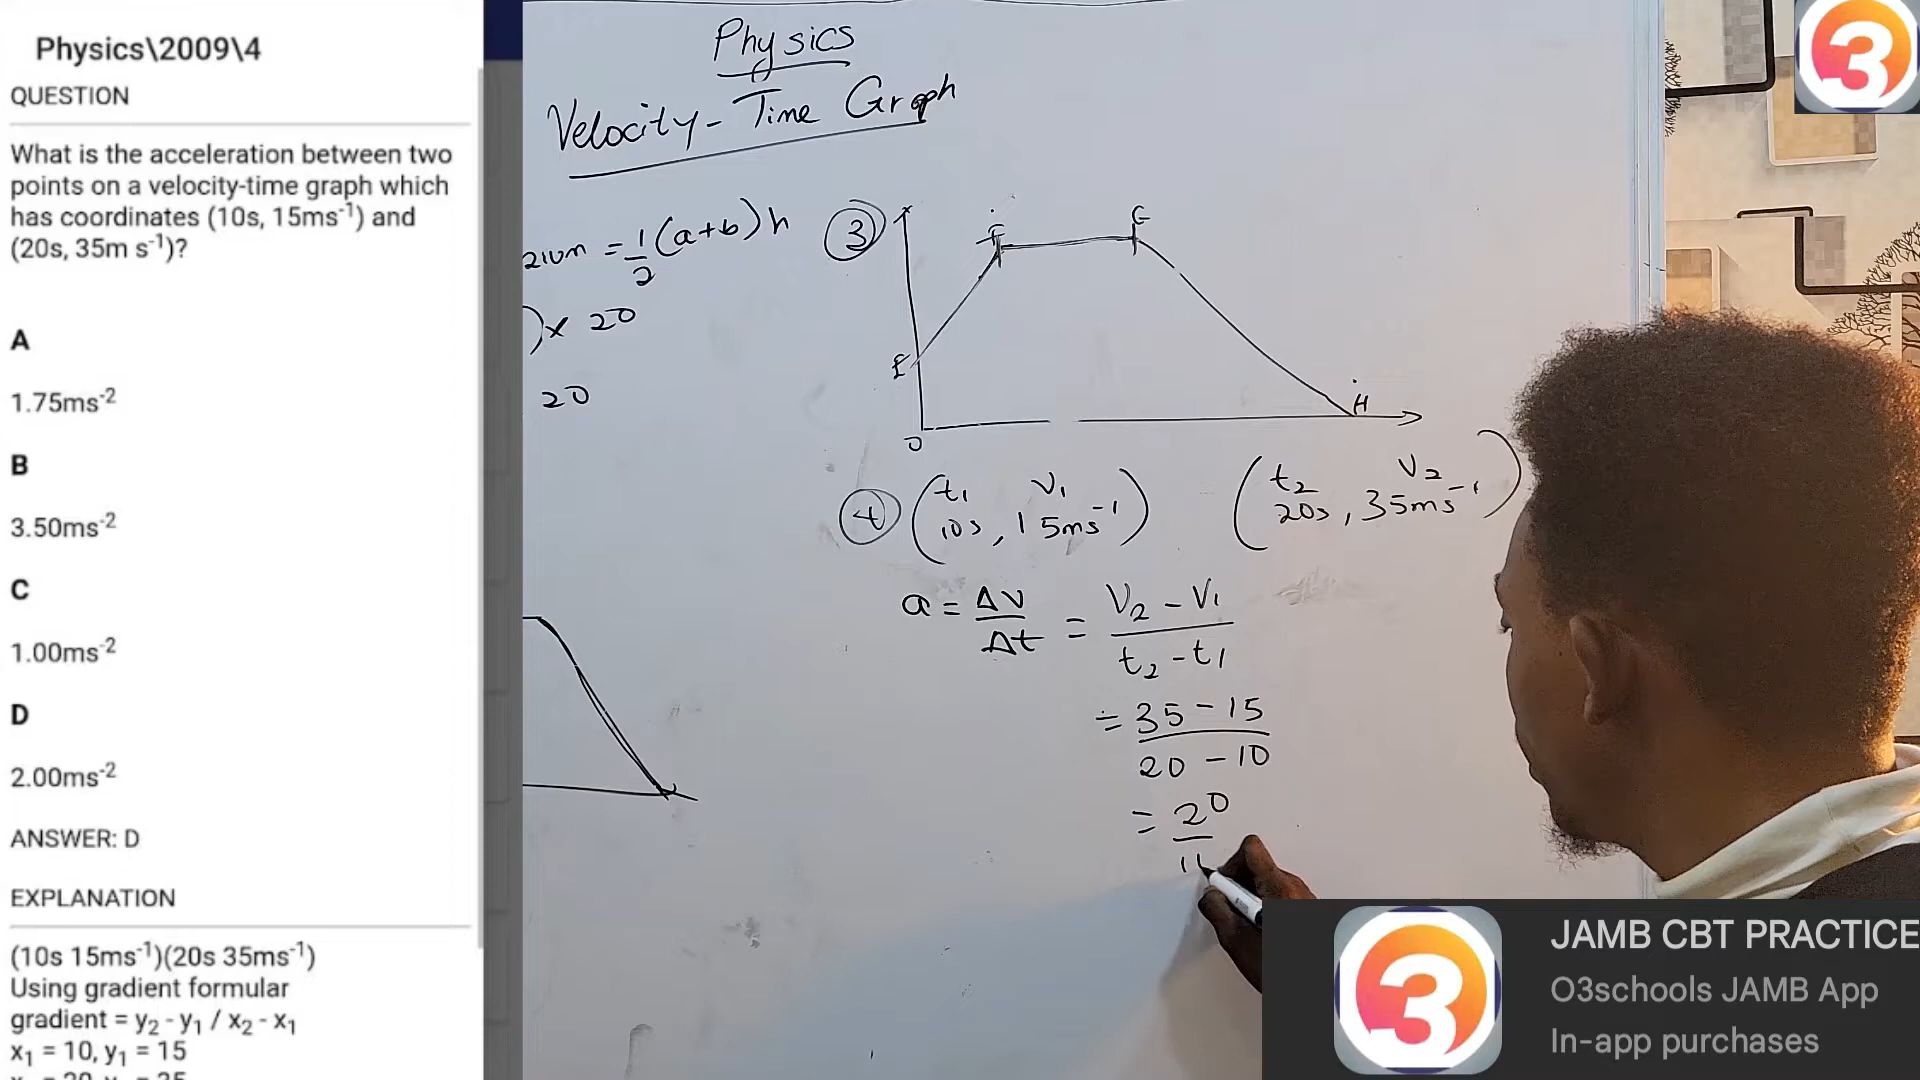 Physics\2009\4
QUESTION
What is the acceleration between two
points on a velocity-time graph which
has coordinates (10s, 15ms⁻¹) and
(20s, 35m s⁻¹)?
A
1.75ms⁻²
B
3.50ms⁻²
C
1.00ms⁻²
D
2.00ms⁻²
ANSWER: D
EXPLANATION
(10s 15ms⁻¹)(20s 35ms⁻¹)
Using gradient formular
gradient = y₂ - y₁ / x₂ - x₁
x₁ = 10, y₁ = 15
Physics
Velocity - Time Graph
zium = 1/2 (a+b) h
) x 20
20
3
F G
E
O
H
4 (t₁ V₁
10s, 15ms⁻¹) (t₂ V₂
20s, 35ms⁻¹)
a = Δv/Δt = V₂ - V₁ / t₂ - t₁
= 35 - 15
20 - 10
= 20
3
JAMB CBT PRACTICE
O3schools JAMB App
In-app purchases
3